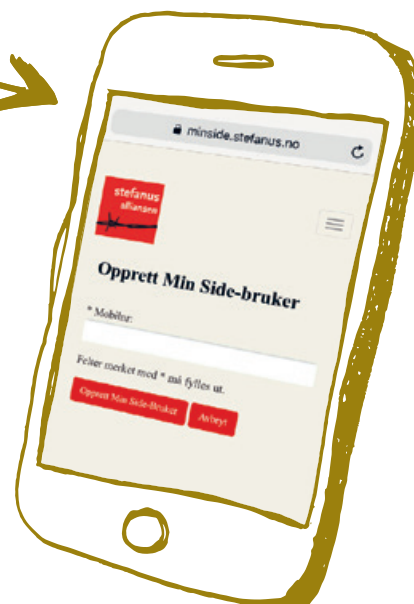 minside.stefanus.no
stefanus
alliansen
Opprett Min Side-bruker
* Mobilnr:
Felter merket med * må fylles ut.
Opprett Min Side-Bruker Avbryt